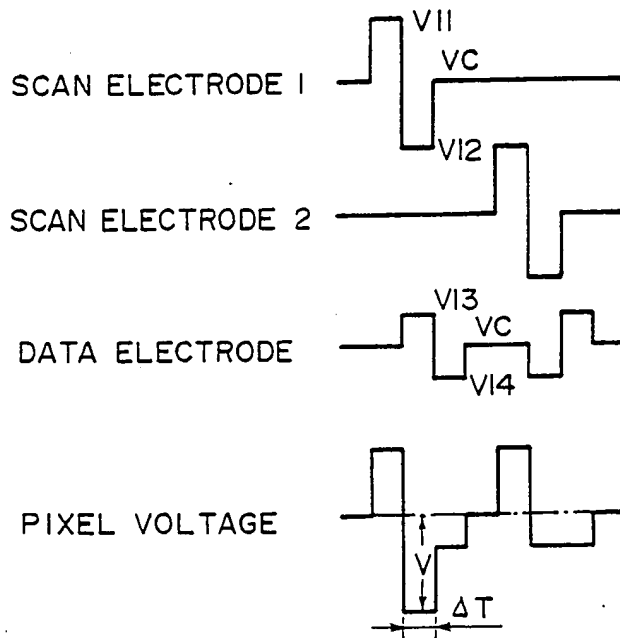 V11
SCAN ELECTRODE 1
VC
V12
SCAN ELECTRODE 2
V13
DATA ELECTRODE
VC
V14
PIXEL VOLTAGE
V
ΔT